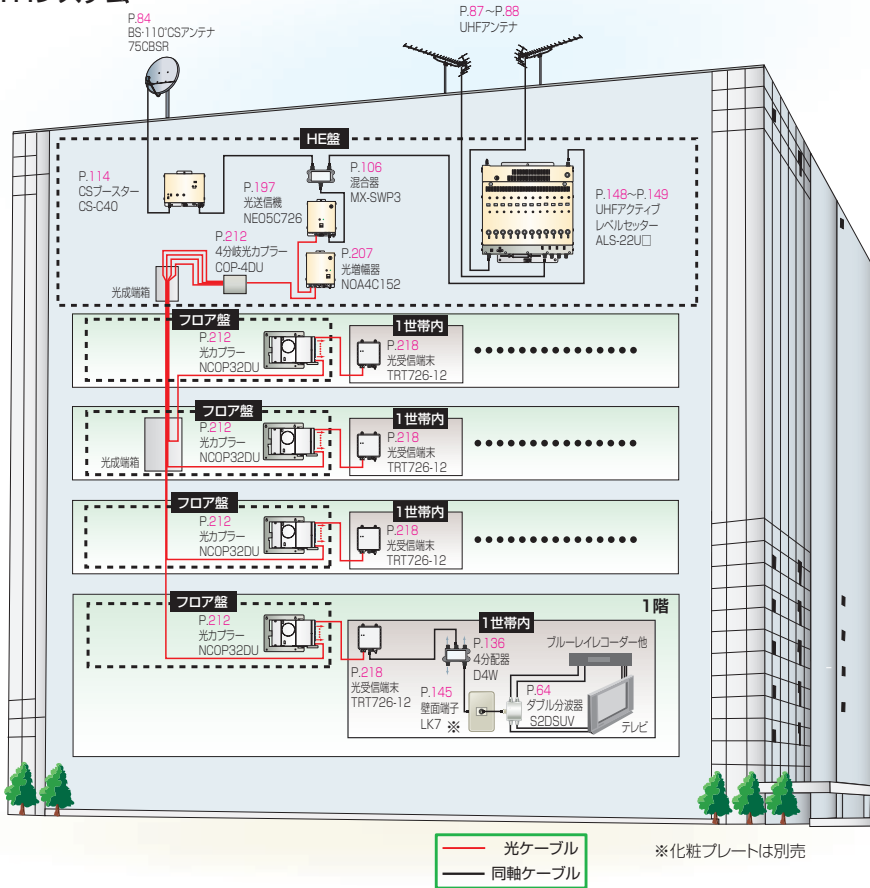 システム
P.84
BS・110°CSアンテナ
75CBSR
P.87～P.88
UHFアンテナ
HE盤
P.114
CSブースター
CS-C40
P.197
光送信機
NEO5C726
P.106
混合器
MX-SWP3
P.148～P.149
UHFアクティブ
レベルセッター
ALS-22U□
P.212
4分岐光カプラー
COP-4DU
P.207
光増幅器
NOA4C152
光成端箱
フロア盤
P.212
光カプラー
NCOP32DU
1世帯内
P.218
光受信端末
TRT726-12
フロア盤
P.212
光カプラー
NCOP32DU
光成端箱
1世帯内
P.218
光受信端末
TRT726-12
フロア盤
P.212
光カプラー
NCOP32DU
1世帯内
P.218
光受信端末
TRT726-12
1階
フロア盤
P.212
光カプラー
NCOP32DU
1世帯内
P.218
光受信端末
TRT726-12
P.136
4分配器
D4W
P.145
壁面端子
LK7 ※
P.64
ダブル分波器
S2DSUV
ブルーレイレコーダー他
テレビ
光ケーブル
同軸ケーブル
※化粧プレートは別売